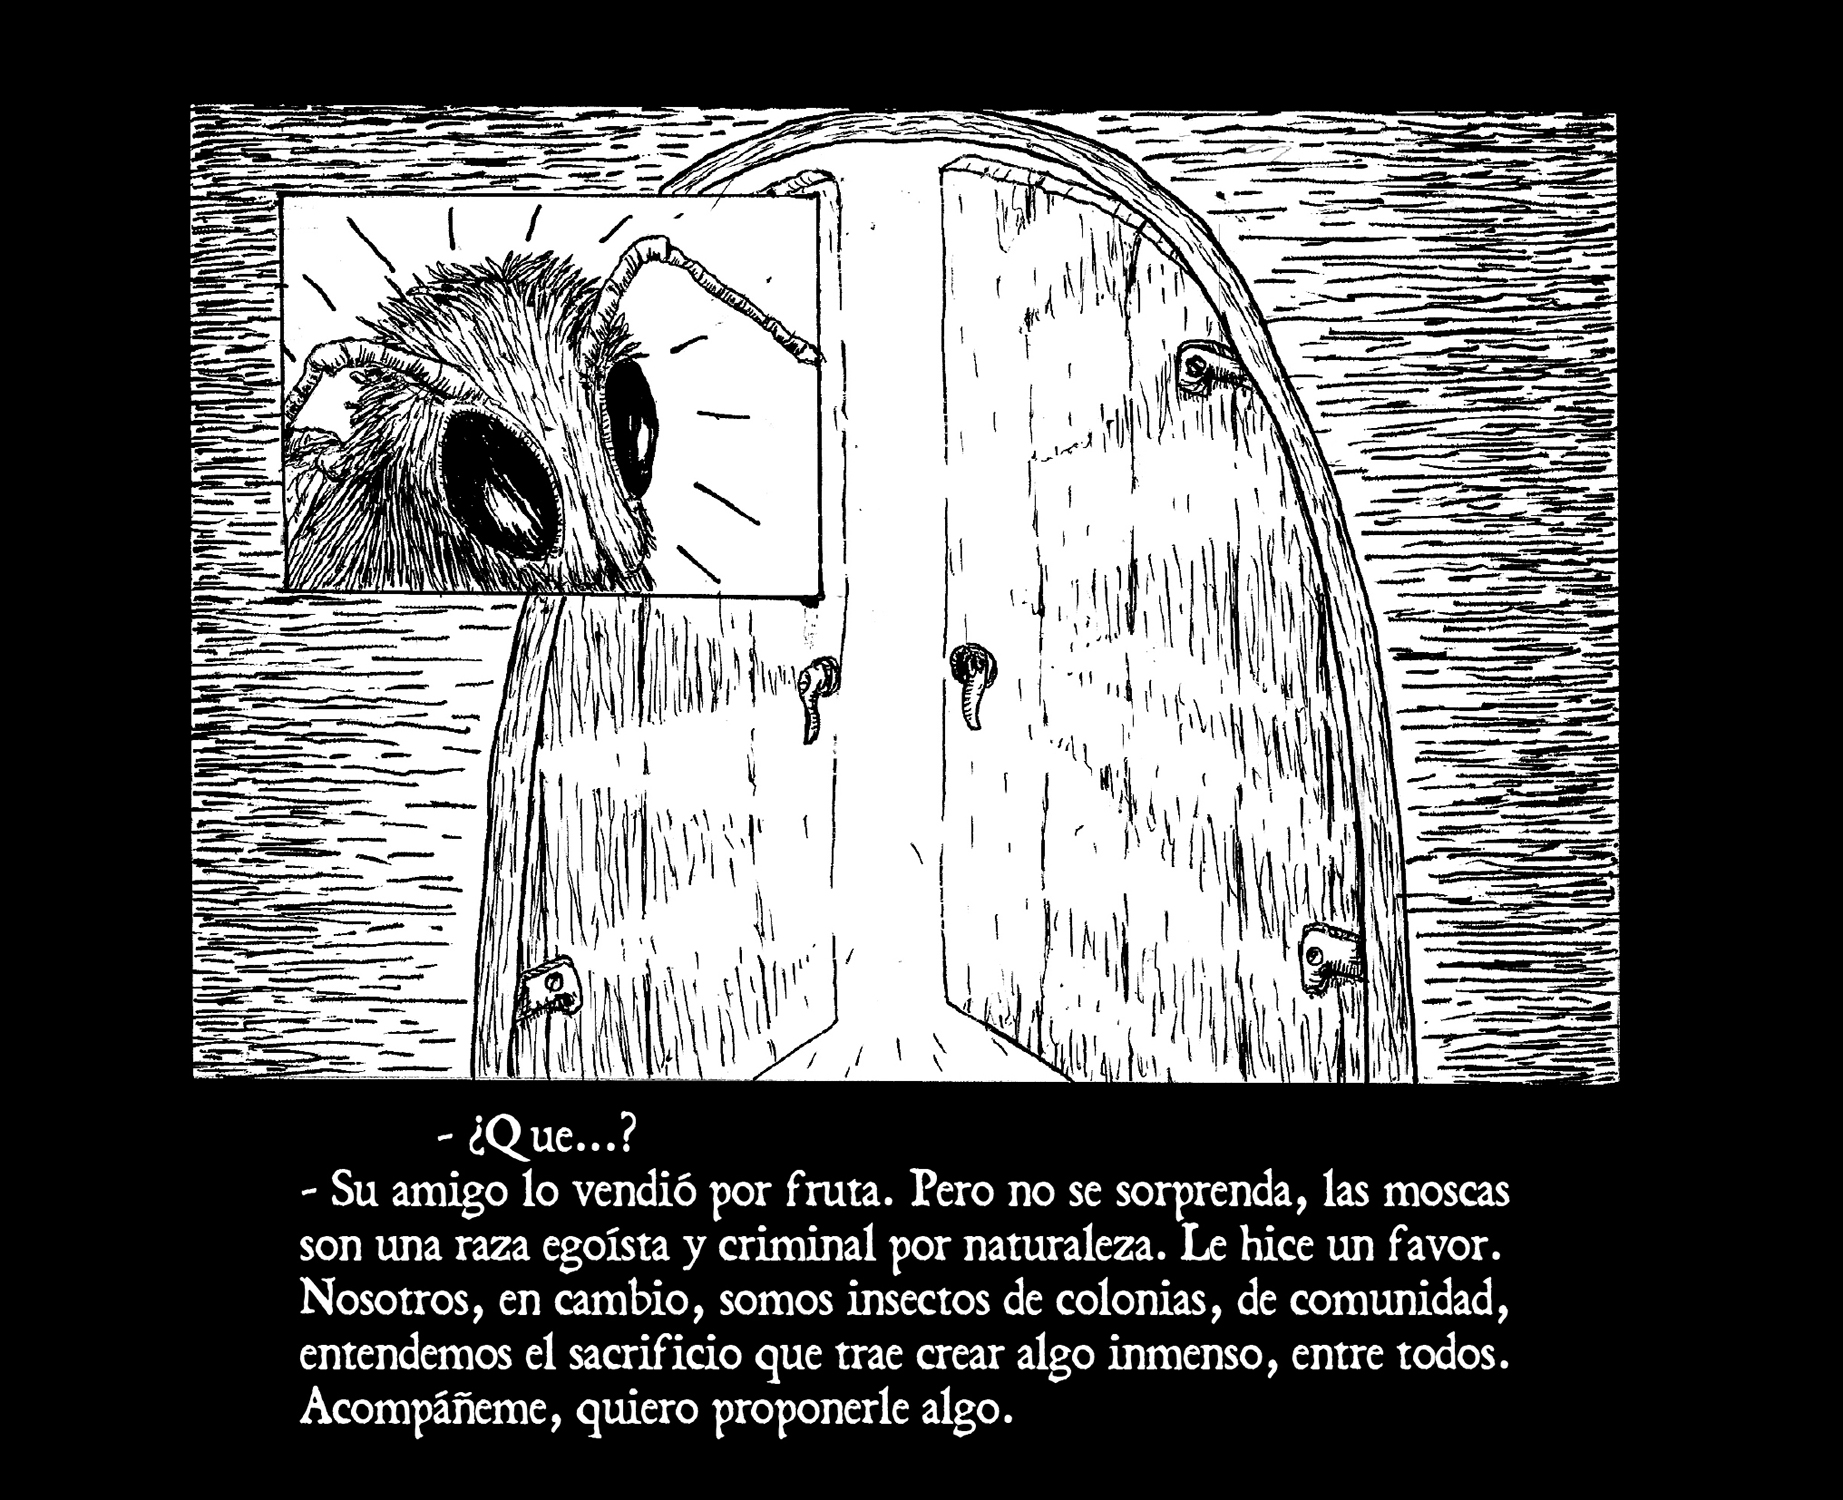 - ¿Que...?
- Su amigo lo vendió por fruta. Pero no se sorprenda, las moscas
son una raza egoísta y criminal por naturaleza. Le hice un favor.
Nosotros, en cambio, somos insectos de colonias, de comunidad,
entendemos el sacrificio que trae crear algo inmenso, entre todos.
Acompáñeme, quiero proponerle algo.